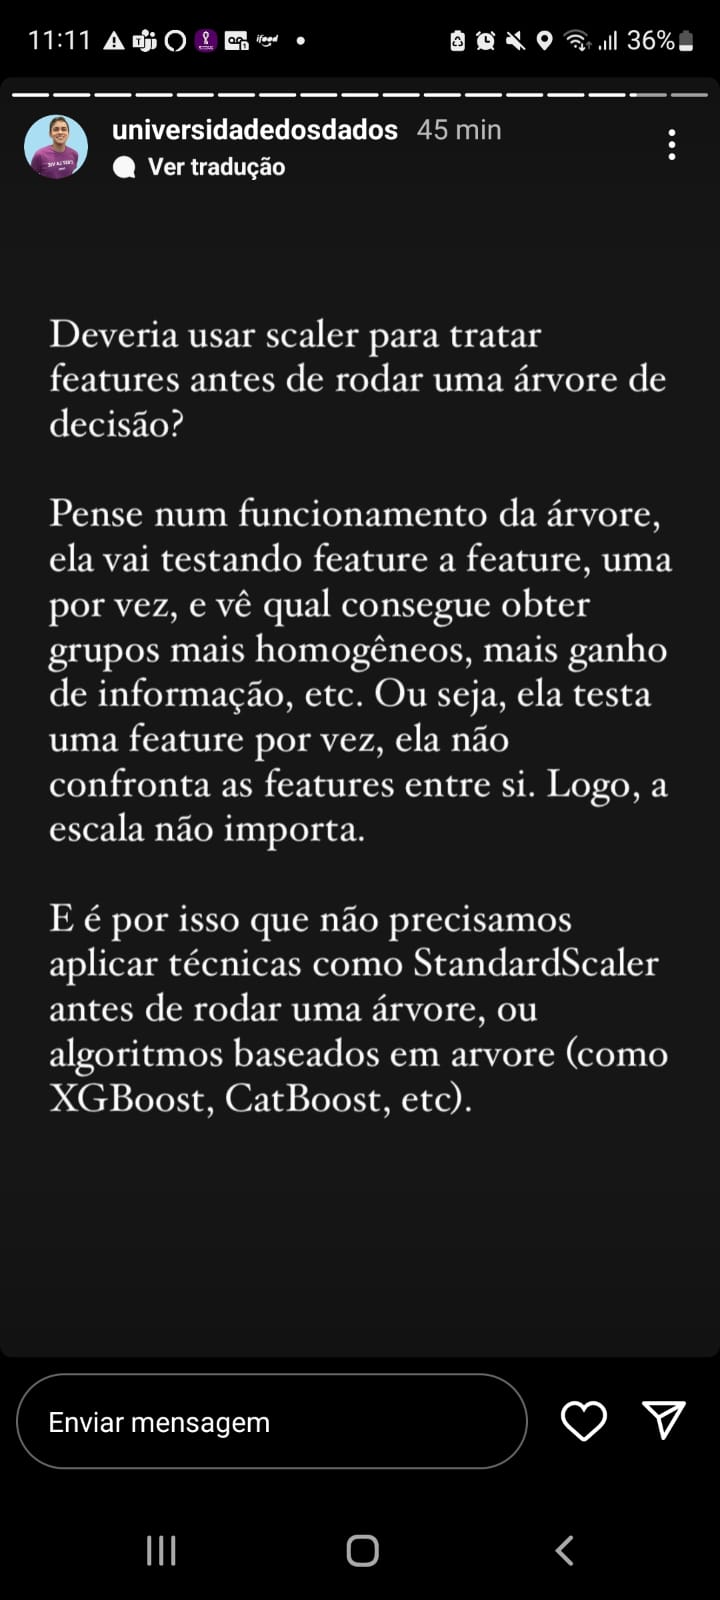 11:11 36%
universidadedosdados 45 min
Ver tradução
Deveria usar scaler para tratar
features antes de rodar uma árvore de
decisão?
Pense num funcionamento da árvore,
ela vai testando feature a feature, uma
por vez, e vê qual consegue obter
grupos mais homogêneos, mais ganho
de informação, etc. Ou seja, ela testa
uma feature por vez, ela não
confronta as features entre si. Logo, a
escala não importa.
E é por isso que não precisamos
aplicar técnicas como StandardScaler
antes de rodar uma árvore, ou
algoritmos baseados em arvore (como
XGBoost, CatBoost, etc).
Enviar mensagem